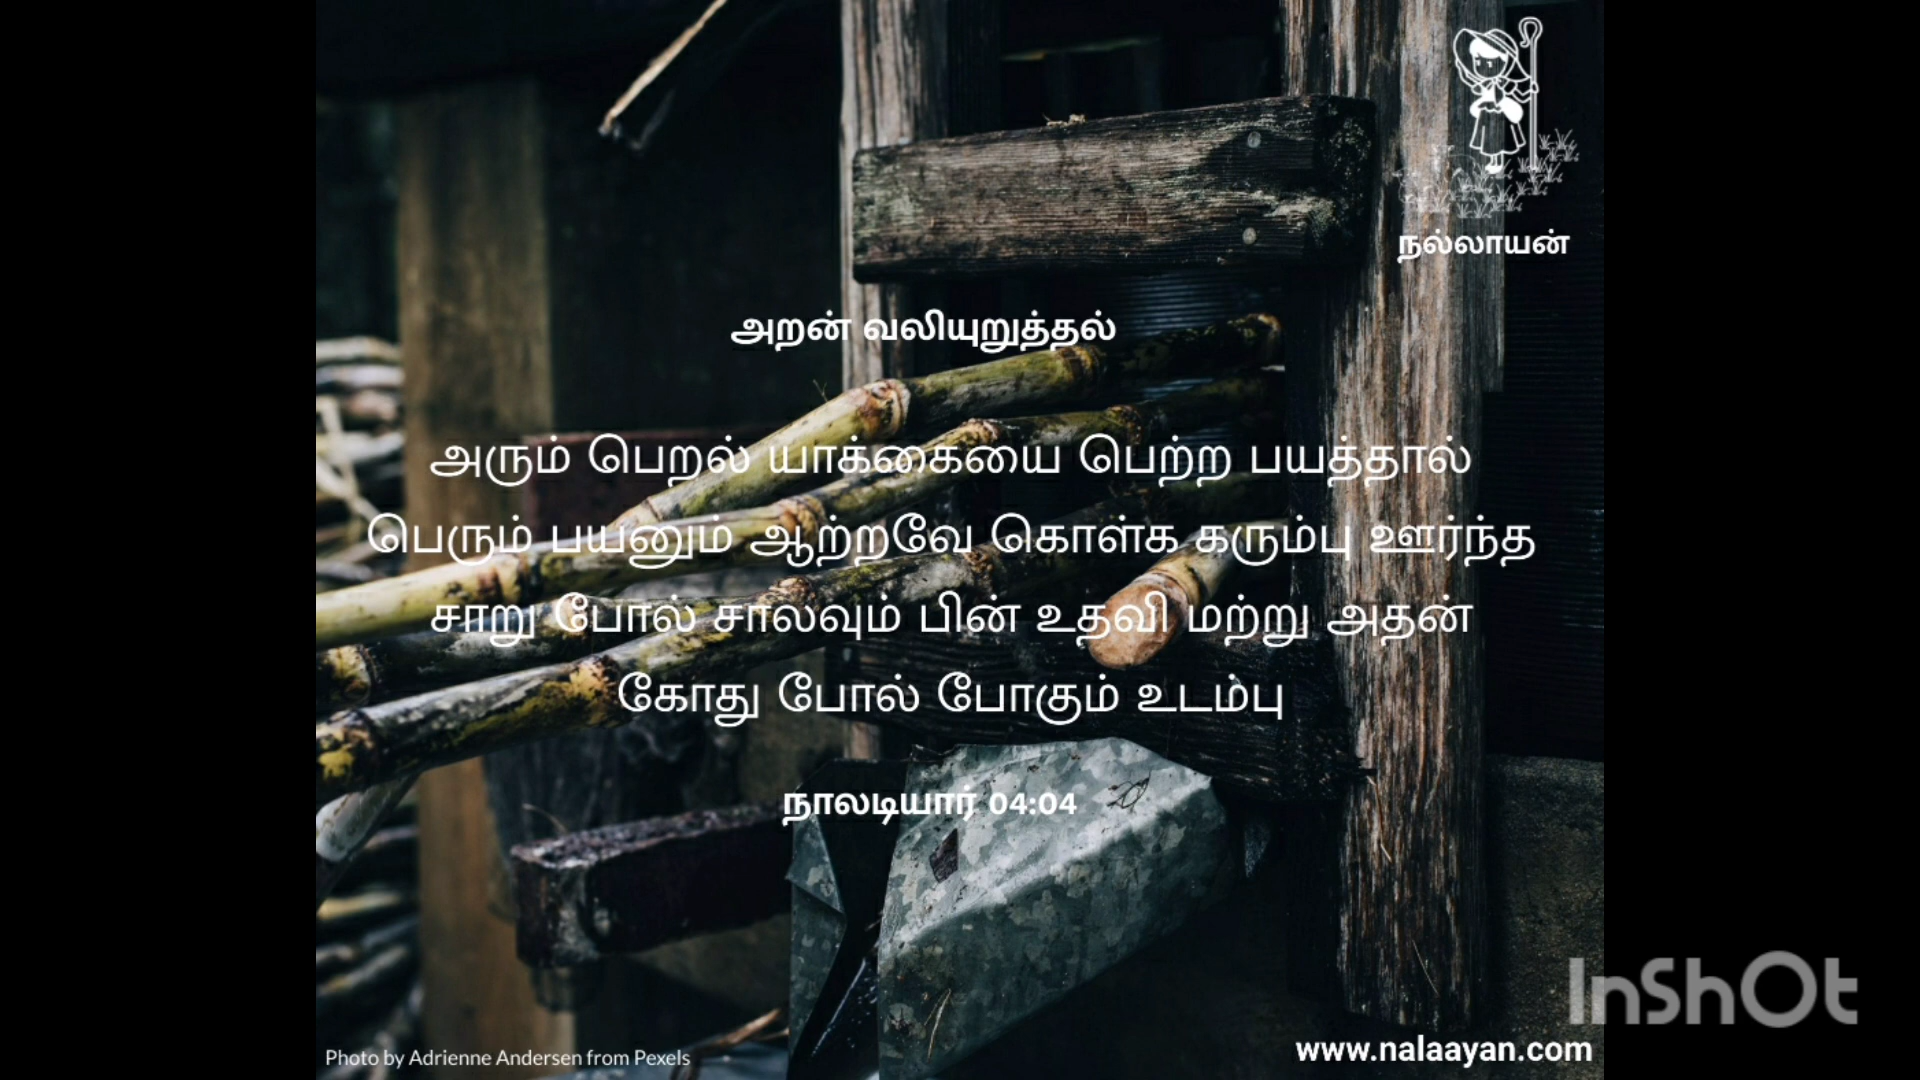 நல்லாயன்
அறன் வலியுறுத்தல்
அரும் பெறல் யாக்கையை பெற்ற பயத்தால்
பெரும் பயனும் ஆற்றவே கொள்க கரும்பு ஊர்ந்த
சாறு போல் சாலவும் பின் உதவி மற்று அதன்
கோது போல் போகும் உடம்பு
நாலடியார் 04:04
InShOt
www.nalaayan.com
Photo by Adrienne Andersen from Pexels